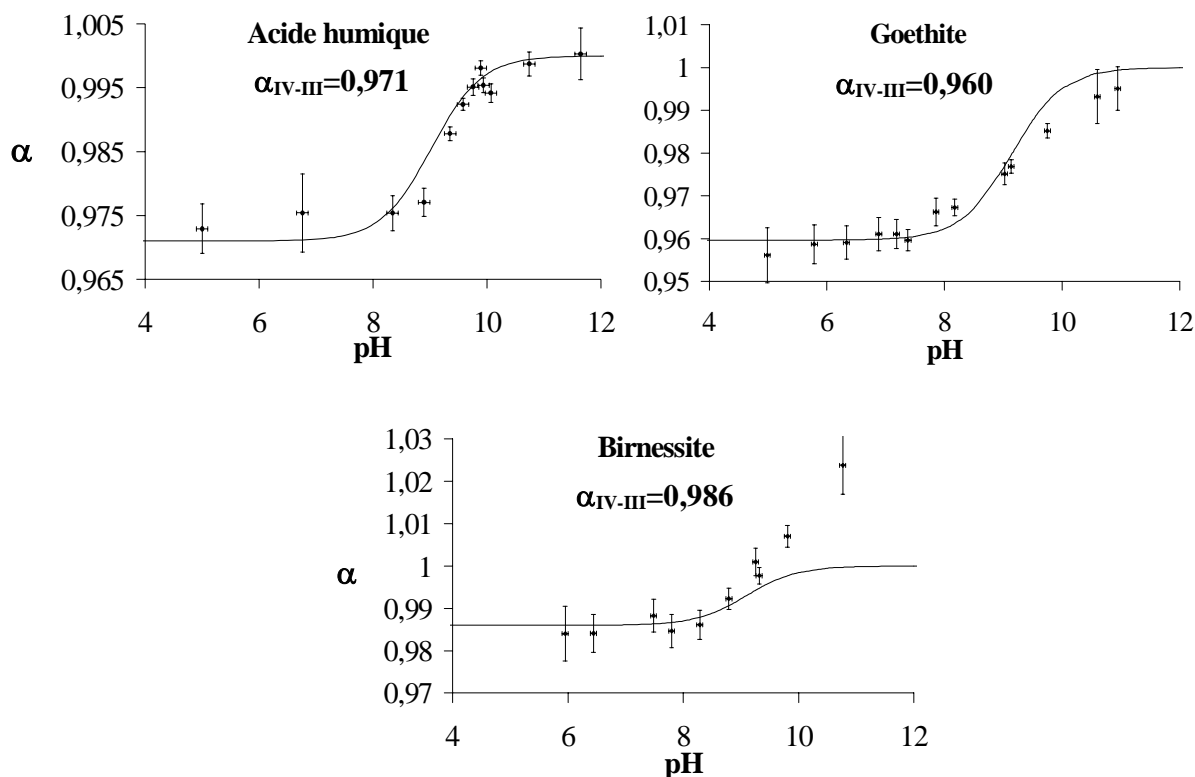 Acide humique
α IV-III=0,971
1,005
0,995
0,985
0,975
0,965
α
4 6 8 10 12
pH
Goethite
α IV-III=0,960
1,01
1
0,99
0,98
0,97
0,96
0,95
4 6 8 10 12
pH
Birnessite
α IV-III=0,986
1,03
1,02
1,01
1
0,99
0,98
0,97
α
4 6 8 10 12
pH